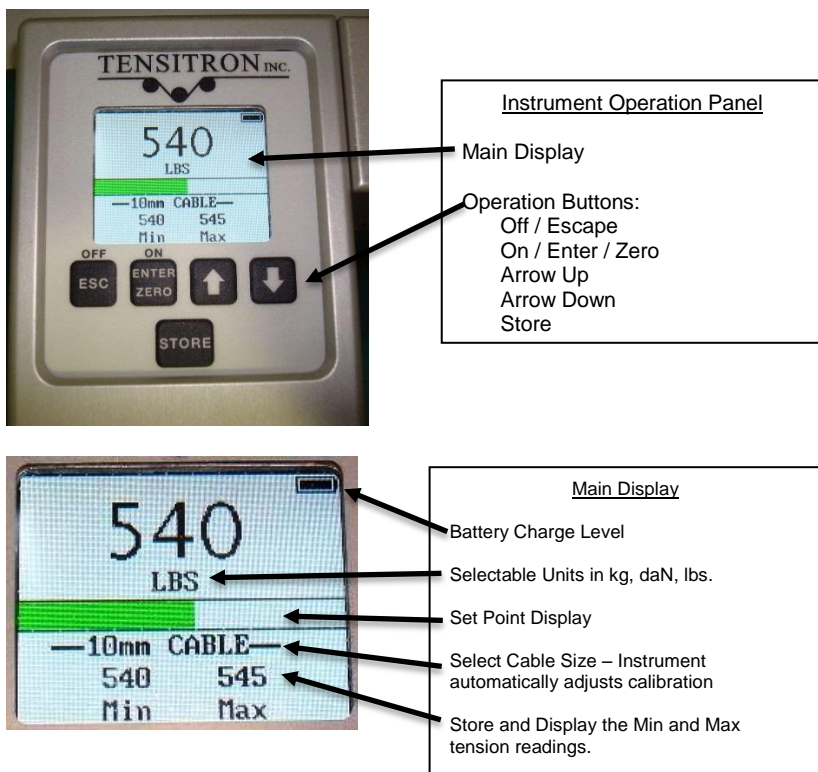 TENSITRON INC.
540
LBS
10mm CABLE
540 545
Min Max
OFF ON
ESC
ENTER
ZERO
STORE
Instrument Operation Panel
Main Display
Operation Buttons:
Off / Escape
On / Enter / Zero
Arrow Up
Arrow Down
Store
540
LBS
10mm CABLE
540 545
Min Max
Main Display
Battery Charge Level
Selectable Units in kg, daN, lbs.
Set Point Display
Select Cable Size – Instrument
automatically adjusts calibration
Store and Display the Min and Max
tension readings.